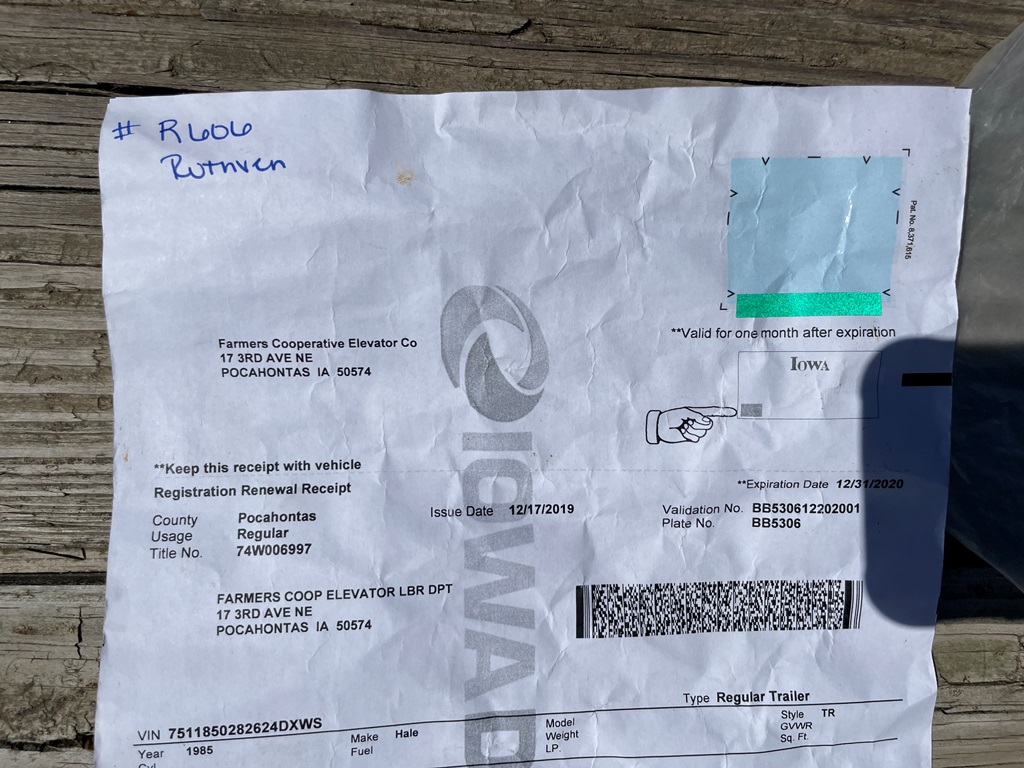 # R606
Ruthven
Pat. No. 8,371,615
**Valid for one month after expiration
IOWA
Farmers Cooperative Elevator Co
17 3RD AVE NE
POCAHONTAS IA 50574
**Keep this receipt with vehicle
Registration Renewal Receipt
**Expiration Date 12/31/2020
Issue Date 12/17/2019
Validation No. BB530612202001
Plate No. BB5306
County Pocahontas
Usage Regular
Title No. 74W006997
FARMERS COOP ELEVATOR LBR DPT
17 3RD AVE NE
POCAHONTAS IA 50574
IOWAD
Type Regular Trailer
VIN 7511850282624DXWS
Year 1985
Make Hale
Fuel
Model
Weight
LP.
Style TR
GVWR
Sq. Ft.